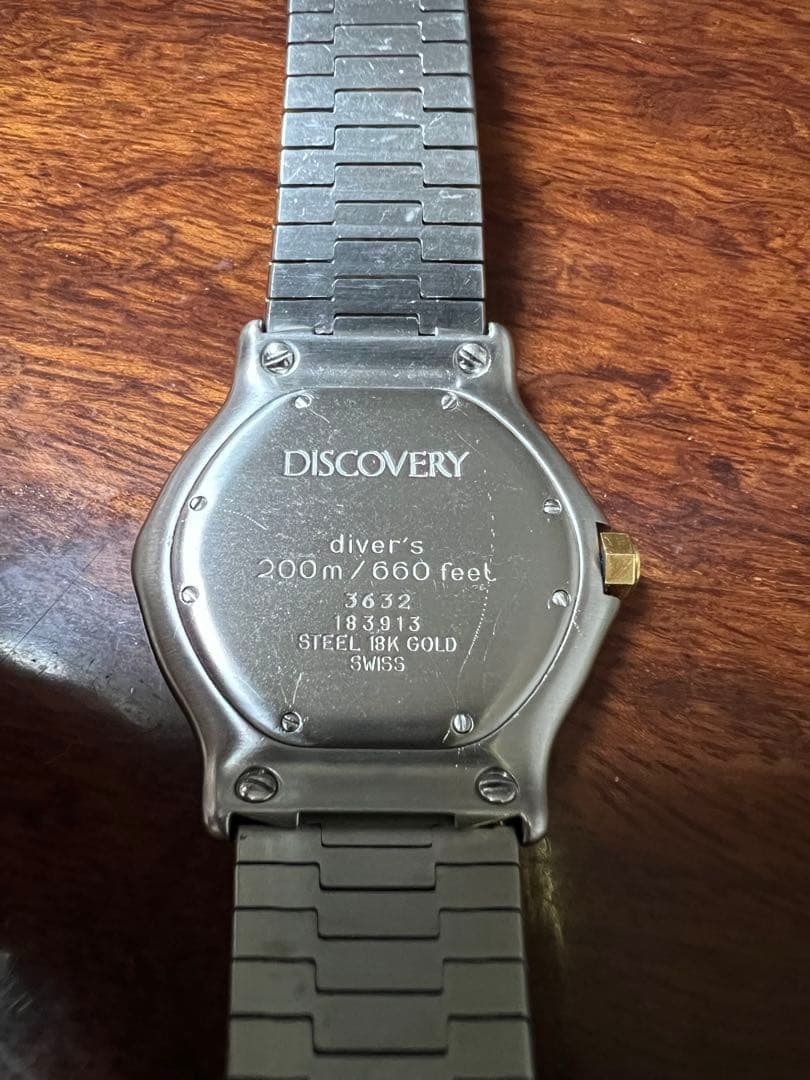 DISCOVERY
diver's
200m/660 feet
3632
183913
STEEL 18K GOLD
SWISS